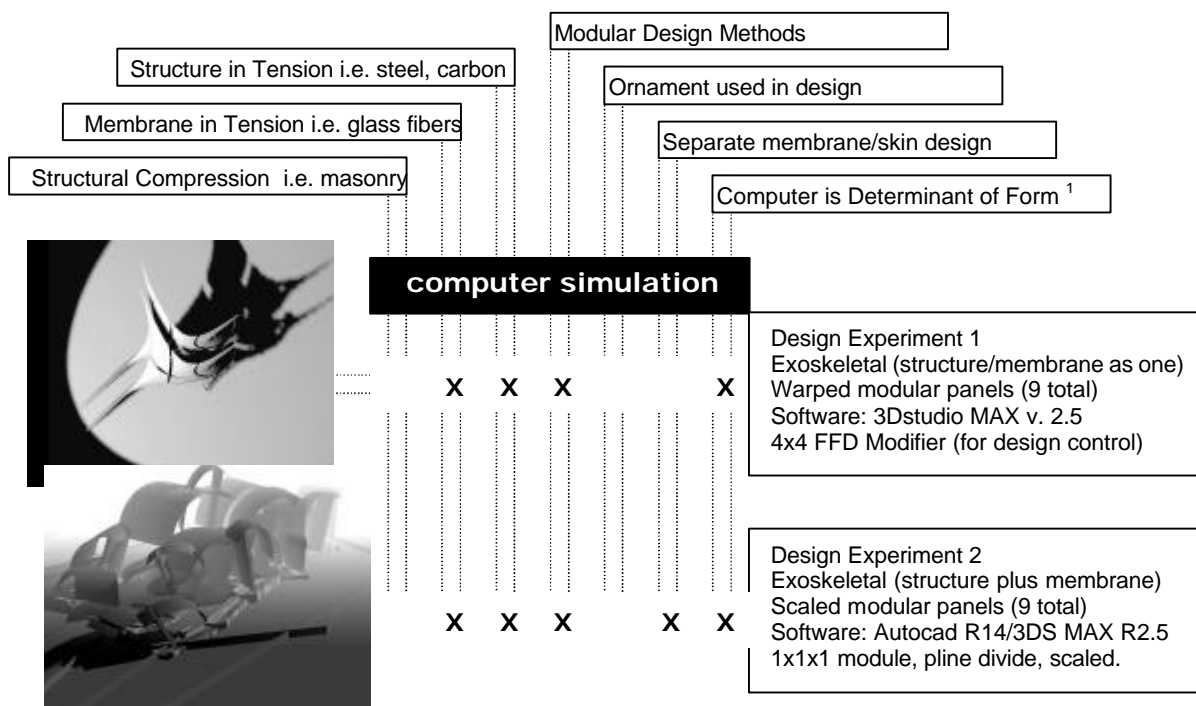 Modular Design Methods
Structure in Tension i.e. steel, carbon
Ornament used in design
Membrane in Tension i.e. glass fibers
Separate membrane/skin design
Structural Compression i.e. masonry
Computer is Determinant of Form 1
computer simulation
Design Experiment 1
Exoskeletal (structure/membrane as one)
Warped modular panels (9 total)
Software: 3Dstudio MAX v. 2.5
4x4 FFD Modifier (for design control)
X X X X
Design Experiment 2
Exoskeletal (structure plus membrane)
Scaled modular panels (9 total)
Software: Autocad R14/3DS MAX R2.5
1x1x1 module, pline divide, scaled.
X X X X X